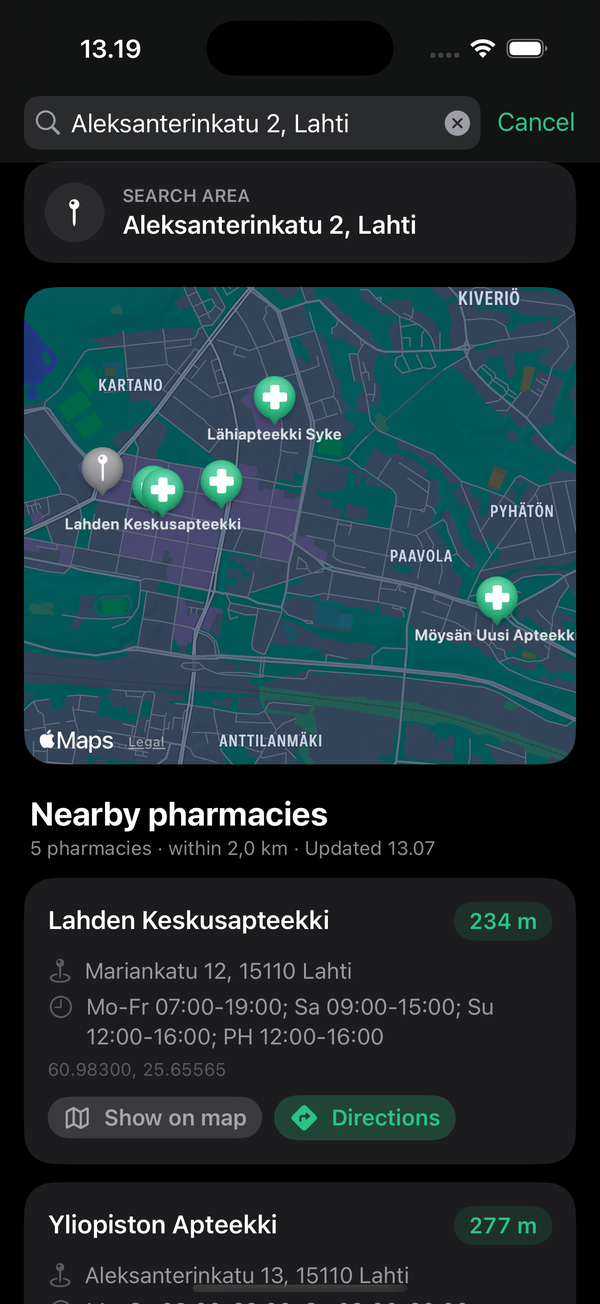 13.19
Aleksanterinkatu 2, Lahti
Cancel
SEARCH AREA
Aleksanterinkatu 2, Lahti
KIVERIÖ
KARTANO
Lähiapteekki Syke
Lahden Keskusapteekki
PYHÄTÖN
PAAVOLA
Möysän Uusi Apteekk
Maps
Legal
ANTTILANMÄKI
Nearby pharmacies
5 pharmacies · within 2,0 km · Updated 13.07
Lahden Keskusapteekki
234 m
Mariankatu 12, 15110 Lahti
Mo-Fr 07:00-19:00; Sa 09:00-15:00; Su
12:00-16:00; PH 12:00-16:00
60.98300, 25.65565
Show on map
Directions
Yliopiston Apteekki
277 m
Aleksanterinkatu 13, 15110 Lahti